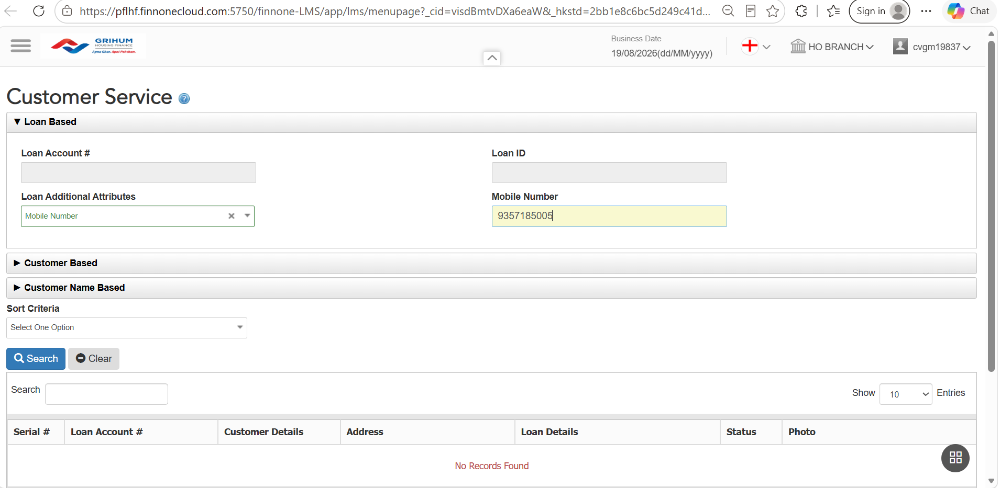 https://pflhf.finnonecloud.com:5750/finnone-LMS/app/lms/menupage?_cid=visdBmtvDXa6eaW&_hkstd=2bb1e8c6bc5d249c41d...
Sign in
Chat
GRIHUM
HOUSING FINANCE
Apna Ghar. Apni Pehchan.
Business Date
19/08/2026(dd/MM/yyyy)
HO BRANCH
cvgm19837
Customer Service
Loan Based
Loan Account #
Loan ID
Loan Additional Attributes
Mobile Number
Mobile Number
9357185005
Customer Based
Customer Name Based
Sort Criteria
Select One Option
Search
Clear
Search
Show 10 Entries
Serial # Loan Account # Customer Details Address Loan Details Status Photo
No Records Found